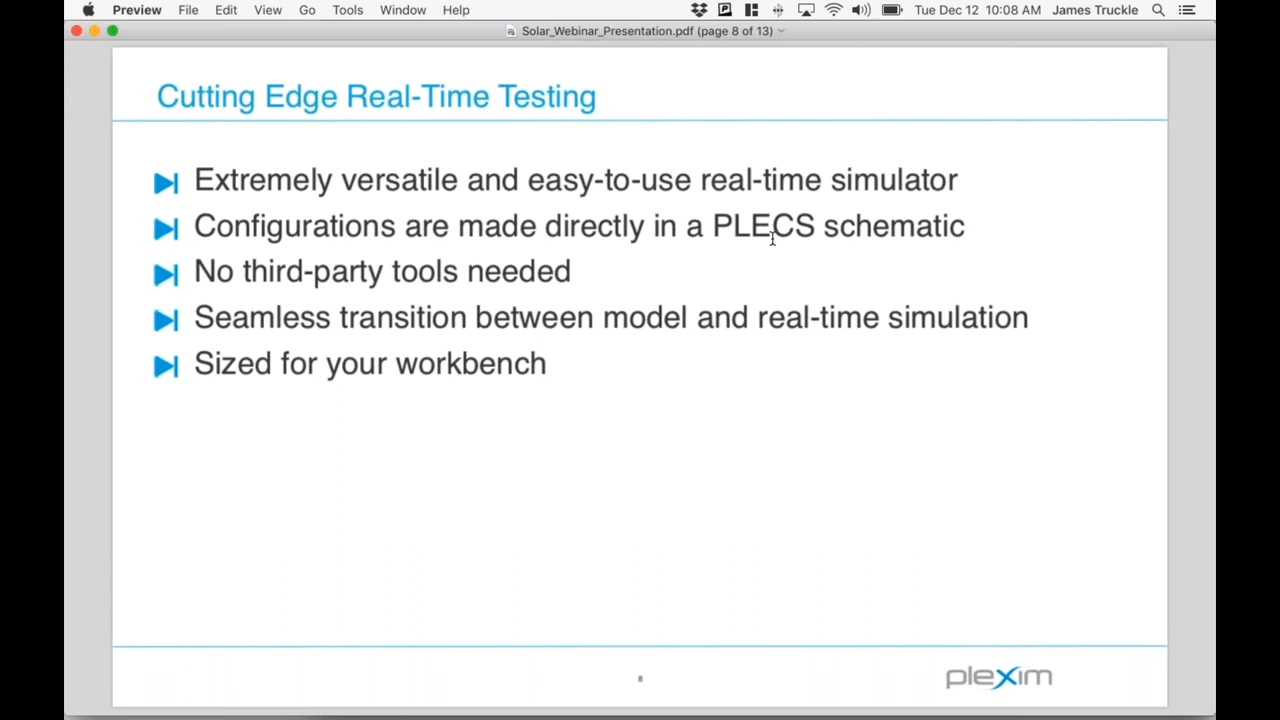 Preview File Edit View Go Tools Window Help Tue Dec 12 10:08 AM James Truckle
Solar_Webinar_Presentation.pdf (page 8 of 13)
Cutting Edge Real-Time Testing
Extremely versatile and easy-to-use real-time simulator
Configurations are made directly in a PLECS schematic
No third-party tools needed
Seamless transition between model and real-time simulation
Sized for your workbench
8
plexim